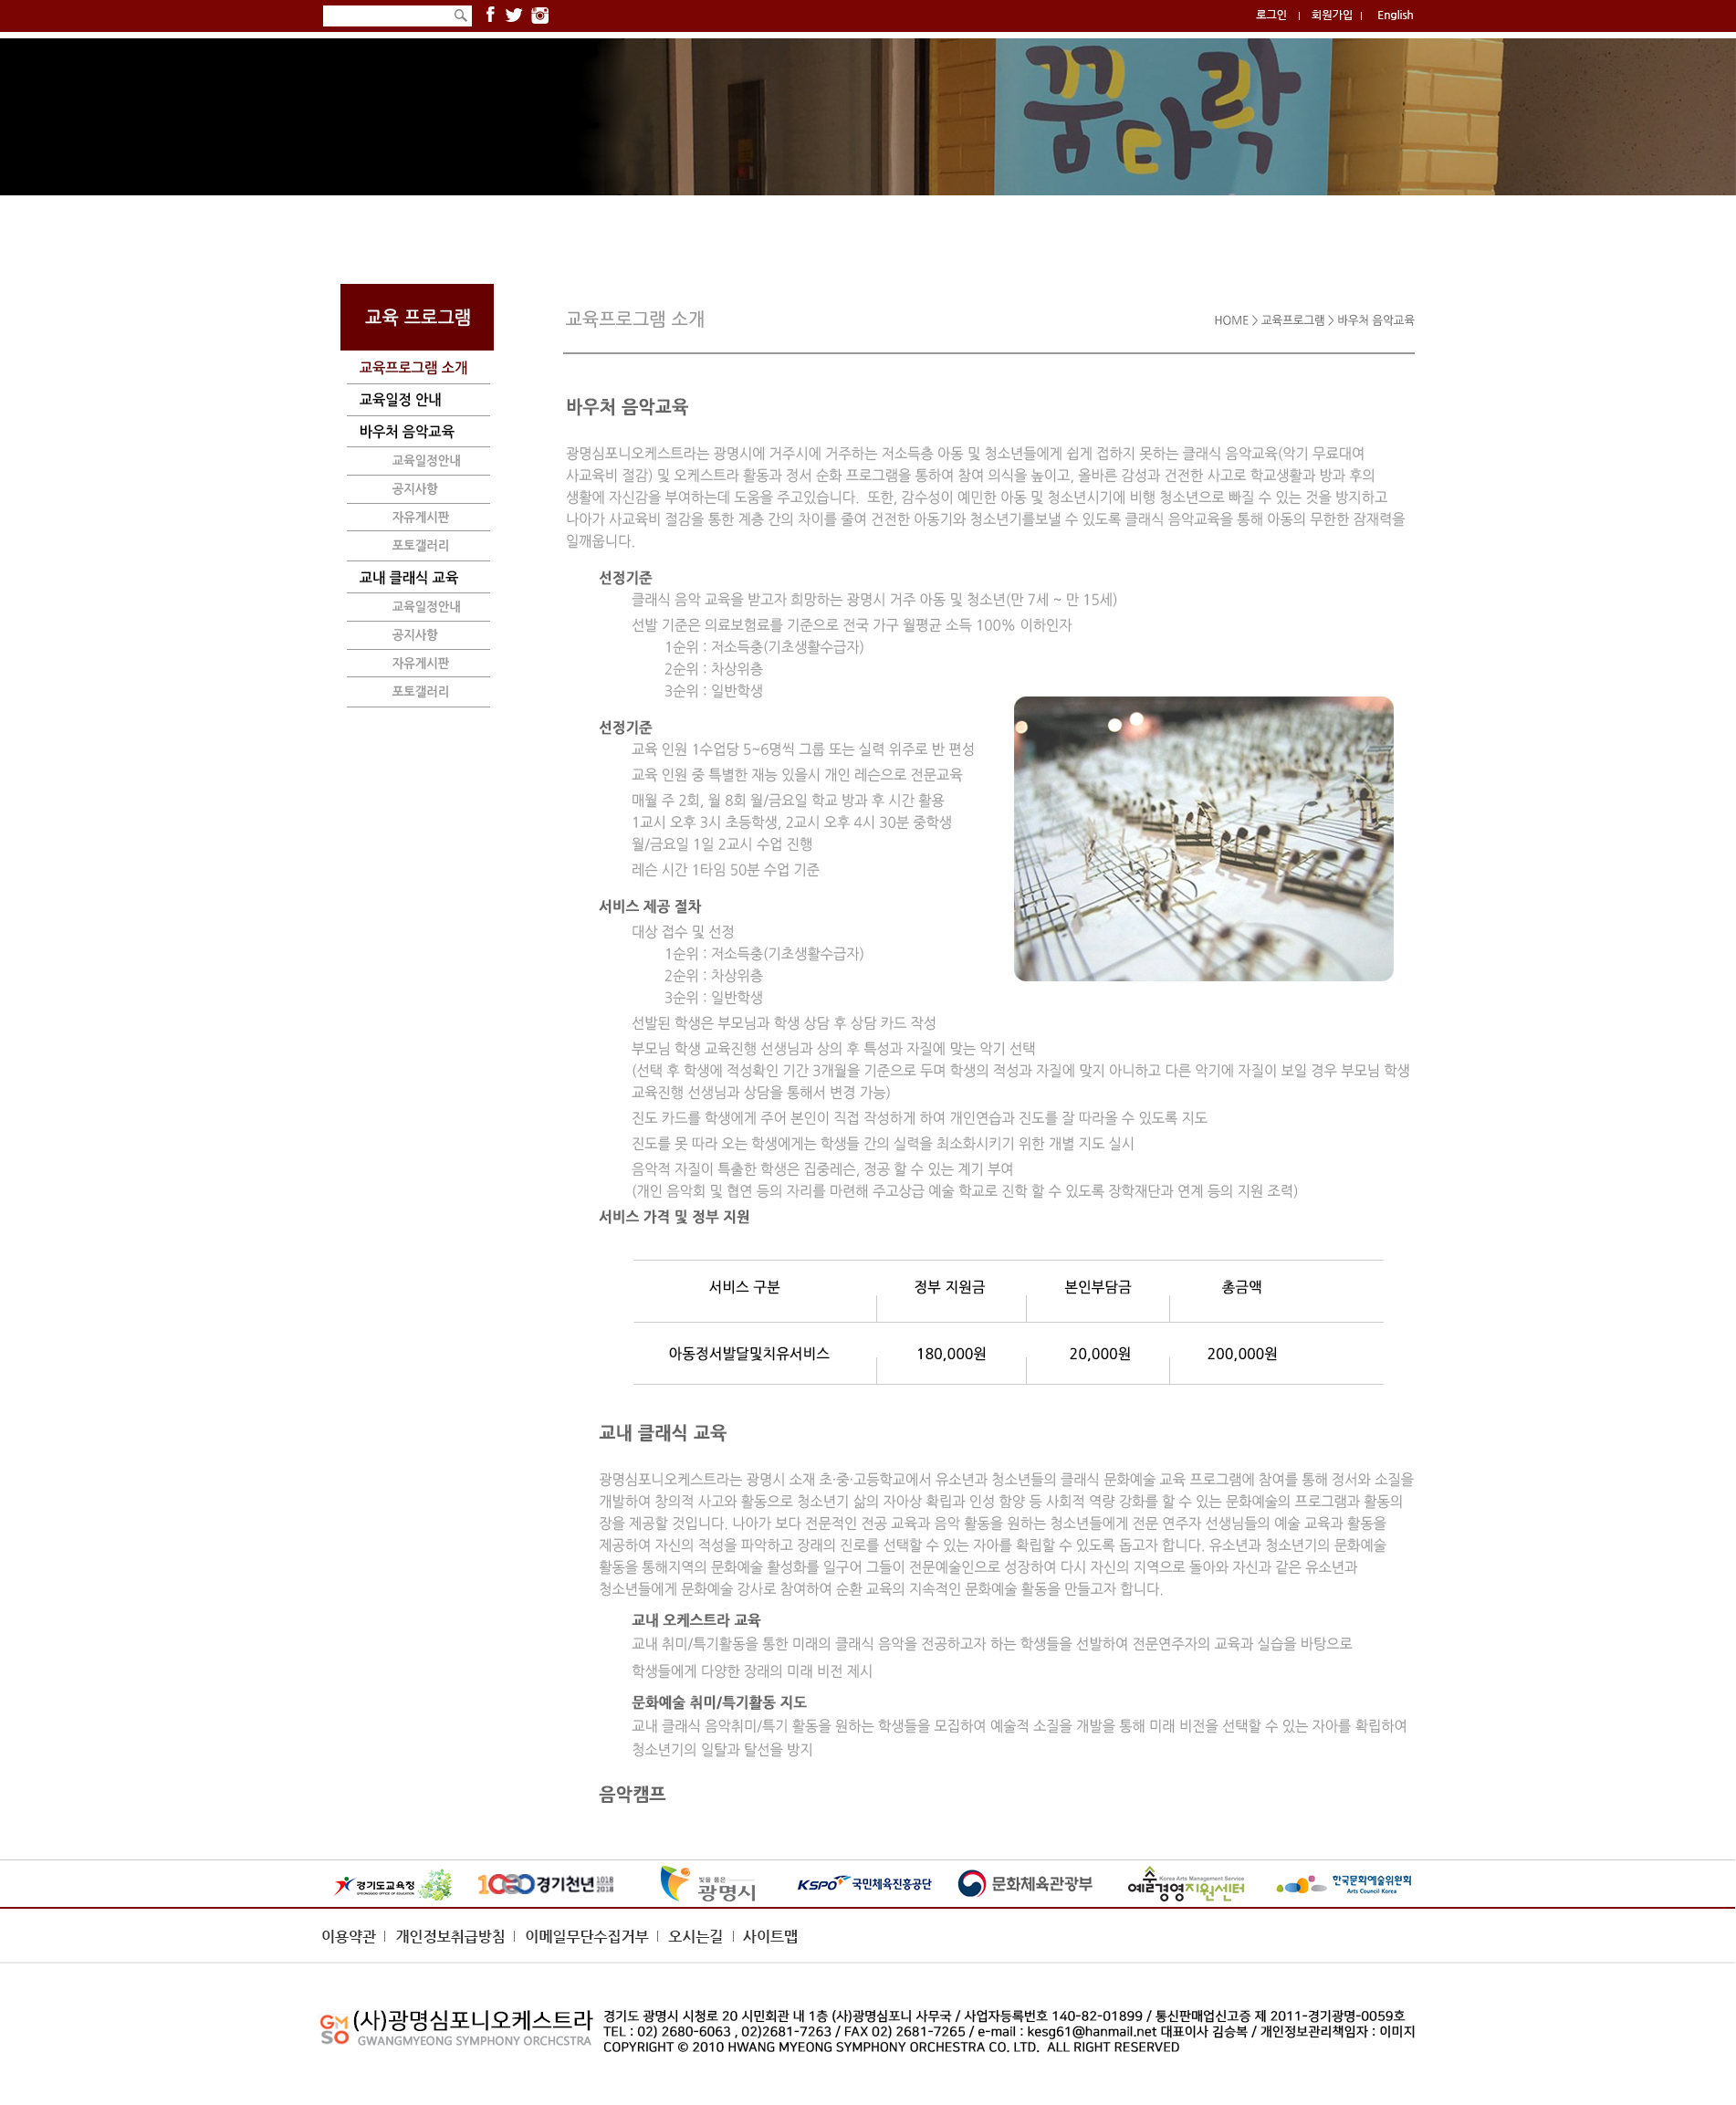 로그인 | 회원가입 | English
꿈다락
교육 프로그램
교육프로그램 소개
교육일정 안내
바우처 음악교육
교육일정안내
공지사항
자유게시판
포토갤러리
교내 클래식 교육
교육일정안내
공지사항
자유게시판
포토갤러리
교육프로그램 소개
HOME > 교육프로그램 > 바우처 음악교육
바우처 음악교육
광명심포니오케스트라는 광명시에 거주시에 거주하는 저소득층 아동 및 청소년들에게 쉽게 접하지 못하는 클래식 음악교육(악기 무료대여
사교육비 절감) 및 오케스트라 활동과 정서 순화 프로그램을 통하여 참여 의식을 높이고, 올바른 감성과 건전한 사고로 학교생활과 방과 후의
생활에 자신감을 부여하는데 도움을 주고있습니다.  또한, 감수성이 예민한 아동 및 청소년시기에 비행 청소년으로 빠질 수 있는 것을 방지하고
나아가 사교육비 절감을 통한 계층 간의 차이를 줄여 건전한 아동기와 청소년기를보낼 수 있도록 클래식 음악교육을 통해 아동의 무한한 잠재력을
일깨웁니다.
선정기준
클래식 음악 교육을 받고자 희망하는 광명시 거주 아동 및 청소년(만 7세 ~ 만 15세)
선발 기준은 의료보험료를 기준으로 전국 가구 월평균 소득 100% 이하인자
1순위 : 저소득층(기초생활수급자)
2순위 : 차상위층
3순위 : 일반학생
선정기준
교육 인원 1수업당 5~6명씩 그룹 또는 실력 위주로 반 편성
교육 인원 중 특별한 재능 있을시 개인 레슨으로 전문교육
매월 주 2회, 월 8회 월/금요일 학교 방과 후 시간 활용
1교시 오후 3시 초등학생, 2교시 오후 4시 30분 중학생
월/금요일 1일 2교시 수업 진행
레슨 시간 1타임 50분 수업 기준
서비스 제공 절차
대상 접수 및 선정
1순위 : 저소득층(기초생활수급자)
2순위 : 차상위층
3순위 : 일반학생
선발된 학생은 부모님과 학생 상담 후 상담 카드 작성
부모님 학생 교육진행 선생님과 상의 후 특성과 자질에 맞는 악기 선택
(선택 후 학생에 적성확인 기간 3개월을 기준으로 두며 학생의 적성과 자질에 맞지 아니하고 다른 악기에 자질이 보일 경우 부모님 학생
교육진행 선생님과 상담을 통해서 변경 가능)
진도 카드를 학생에게 주어 본인이 직접 작성하게 하여 개인연습과 진도를 잘 따라올 수 있도록 지도
진도를 못 따라 오는 학생에게는 학생들 간의 실력을 최소화시키기 위한 개별 지도 실시
음악적 자질이 특출한 학생은 집중레슨, 정공 할 수 있는 계기 부여
(개인 음악회 및 협연 등의 자리를 마련해 주고상급 예술 학교로 진학 할 수 있도록 장학재단과 연계 등의 지원 조력)
서비스 가격 및 정부 지원
서비스 구분 정부 지원금 본인부담금 총금액
아동정서발달및치유서비스 180,000원 20,000원 200,000원
교내 클래식 교육
광명심포니오케스트라는 광명시 소재 초·중·고등학교에서 유소년과 청소년들의 클래식 문화예술 교육 프로그램에 참여를 통해 정서와 소질을
개발하여 창의적 사고와 활동으로 청소년기 삶의 자아상 확립과 인성 함양 등 사회적 역량 강화를 할 수 있는 문화예술의 프로그램과 활동의
장을 제공할 것입니다. 나아가 보다 전문적인 전공 교육과 음악 활동을 원하는 청소년들에게 전문 연주자 선생님들의 예술 교육과 활동을
제공하여 자신의 적성을 파악하고 장래의 진로를 선택할 수 있는 자아를 확립할 수 있도록 돕고자 합니다. 유소년과 청소년기의 문화예술
활동을 통해지역의 문화예술 활성화를 일구어 그들이 전문예술인으로 성장하여 다시 자신의 지역으로 돌아와 자신과 같은 유소년과
청소년들에게 문화예술 강사로 참여하여 순환 교육의 지속적인 문화예술 활동을 만들고자 합니다.
교내 오케스트라 교육
교내 취미/특기활동을 통한 미래의 클래식 음악을 전공하고자 하는 학생들을 선발하여 전문연주자의 교육과 실습을 바탕으로
학생들에게 다양한 장래의 미래 비전 제시
문화예술 취미/특기활동 지도
교내 클래식 음악취미/특기 활동을 원하는 학생들을 모집하여 예술적 소질을 개발을 통해 미래 비전을 선택할 수 있는 자아를 확립하여
청소년기의 일탈과 탈선을 방지
음악캠프
경기도교육청
경기천년 1018 2018
빛을 품은 광명시
KSPO 국민체육진흥공단
문화체육관광부
Korea Arts Management Service
예술경영지원센터
한국문화예술위원회
Arts Council Korea
이용약관 | 개인정보취급방침 | 이메일무단수집거부 | 오시는길 | 사이트맵
GMSO
(사)광명심포니오케스트라
GWANGMYEONG SYMPHONY ORCHCSTRA
경기도 광명시 시청로 20 시민회관 내 1층 (사)광명심포니 사무국 / 사업자등록번호 140-82-01899 / 통신판매업신고증 제 2011-경기광명-0059호
TEL : 02) 2680-6063 , 02)2681-7263 / FAX 02) 2681-7265 / e-mail : kesg61@hanmail.net 대표이사 김승복 / 개인정보관리책임자 : 이미지
COPYRIGHT © 2010 HWANG MYEONG SYMPHONY ORCHESTRA CO. LTD.  ALL RIGHT RESERVED